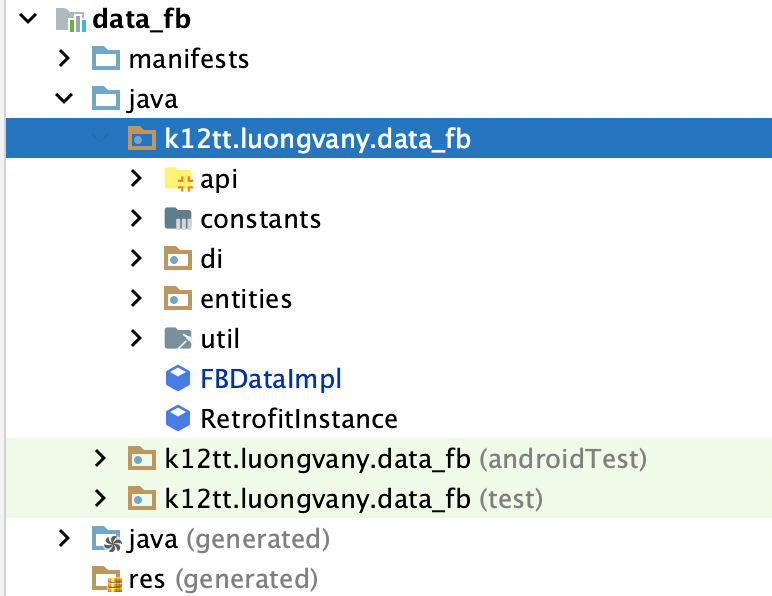 data_fb
manifests
java
k12tt.luongvany.data_fb
api
constants
di
entities
util
FBDataImpl
RetrofitInstance
k12tt.luongvany.data_fb (androidTest)
k12tt.luongvany.data_fb (test)
java (generated)
res (generated)